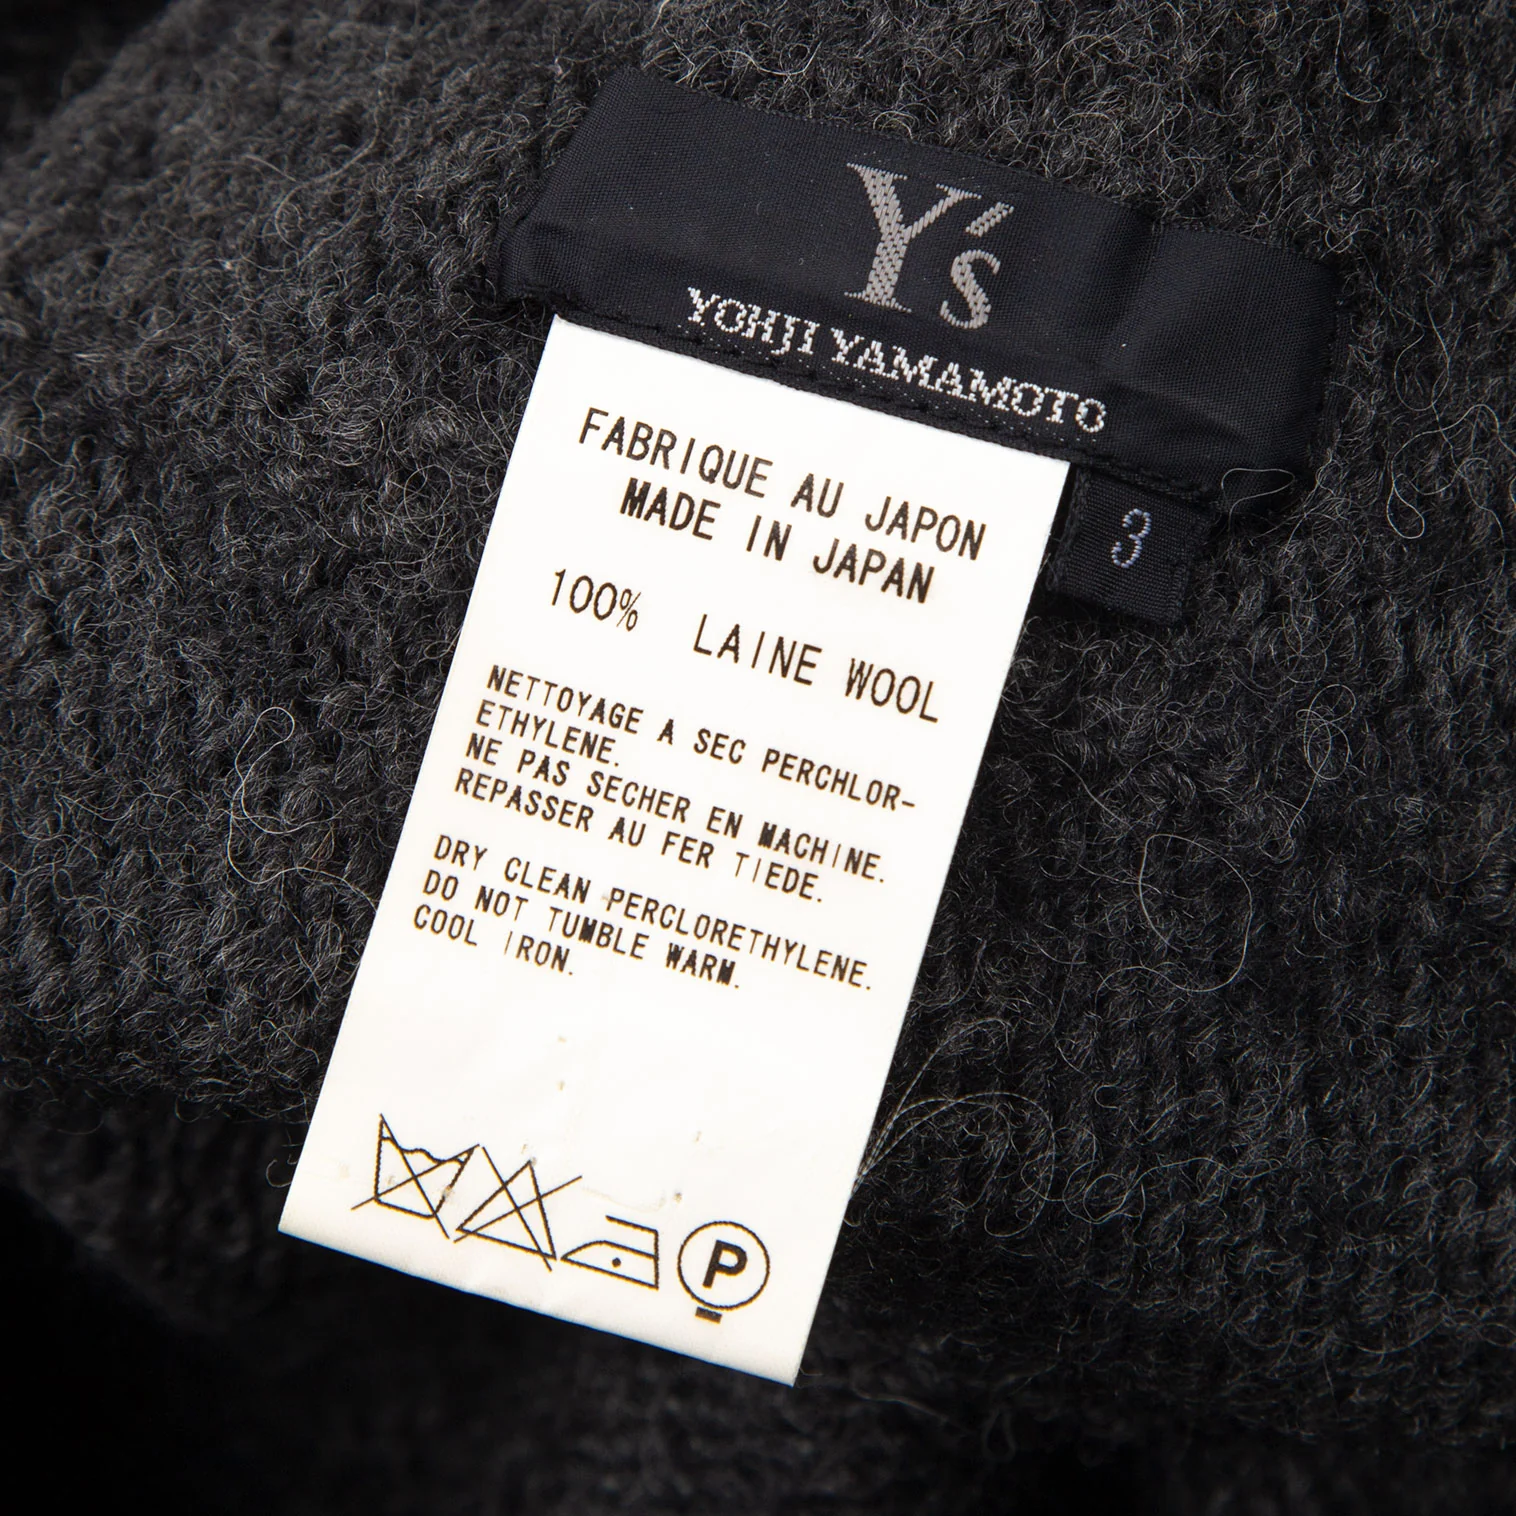 Y's
YOHJI YAMAMOTO
3
FABRIQUE AU JAPON
MADE IN JAPAN
100% LAINE WOOL
NETTOYAGE A SEC PERCHLOR-
ETHYLENE.
NE PAS SECHER EN MACHINE.
REPASSER AU FER TIEDE.
DRY CLEAN PERCLORETHYLENE.
DO NOT TUMBLE WARM.
COOL IRON.
P